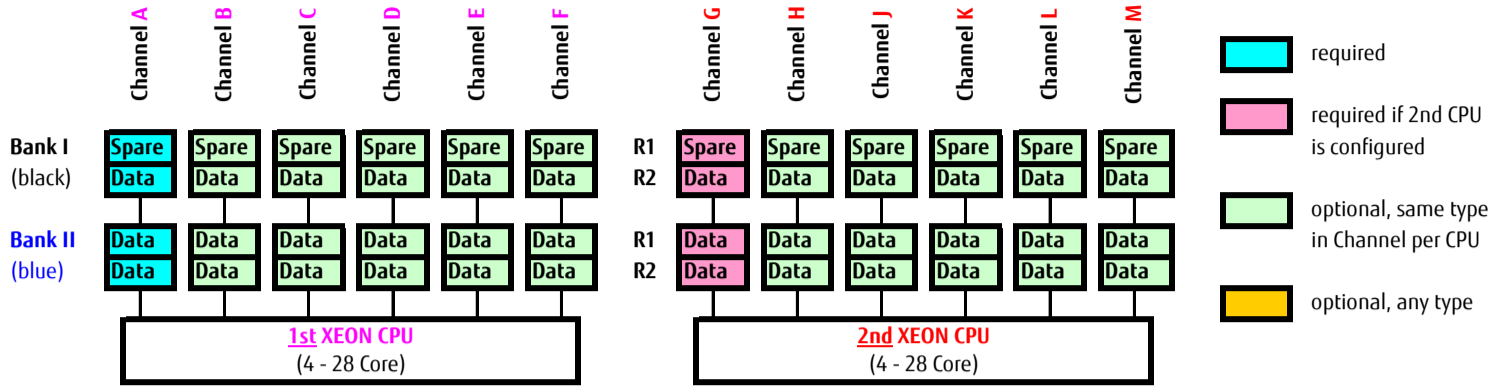 Channel A
Channel B
Channel C
Channel D
Channel E
Channel F
Channel G
Channel H
Channel J
Channel K
Channel L
Channel M
Bank I
(black)
Spare Spare Spare Spare Spare Spare
Data Data Data Data Data Data
R1 Spare Spare Spare Spare Spare Spare
R2 Data Data Data Data Data Data
Bank II
(blue)
Data Data Data Data Data Data
Data Data Data Data Data Data
R1 Data Data Data Data Data Data
R2 Data Data Data Data Data Data
1st XEON CPU
(4 - 28 Core)
2nd XEON CPU
(4 - 28 Core)
required
required if 2nd CPU
is configured
optional, same type
in Channel per CPU
optional, any type